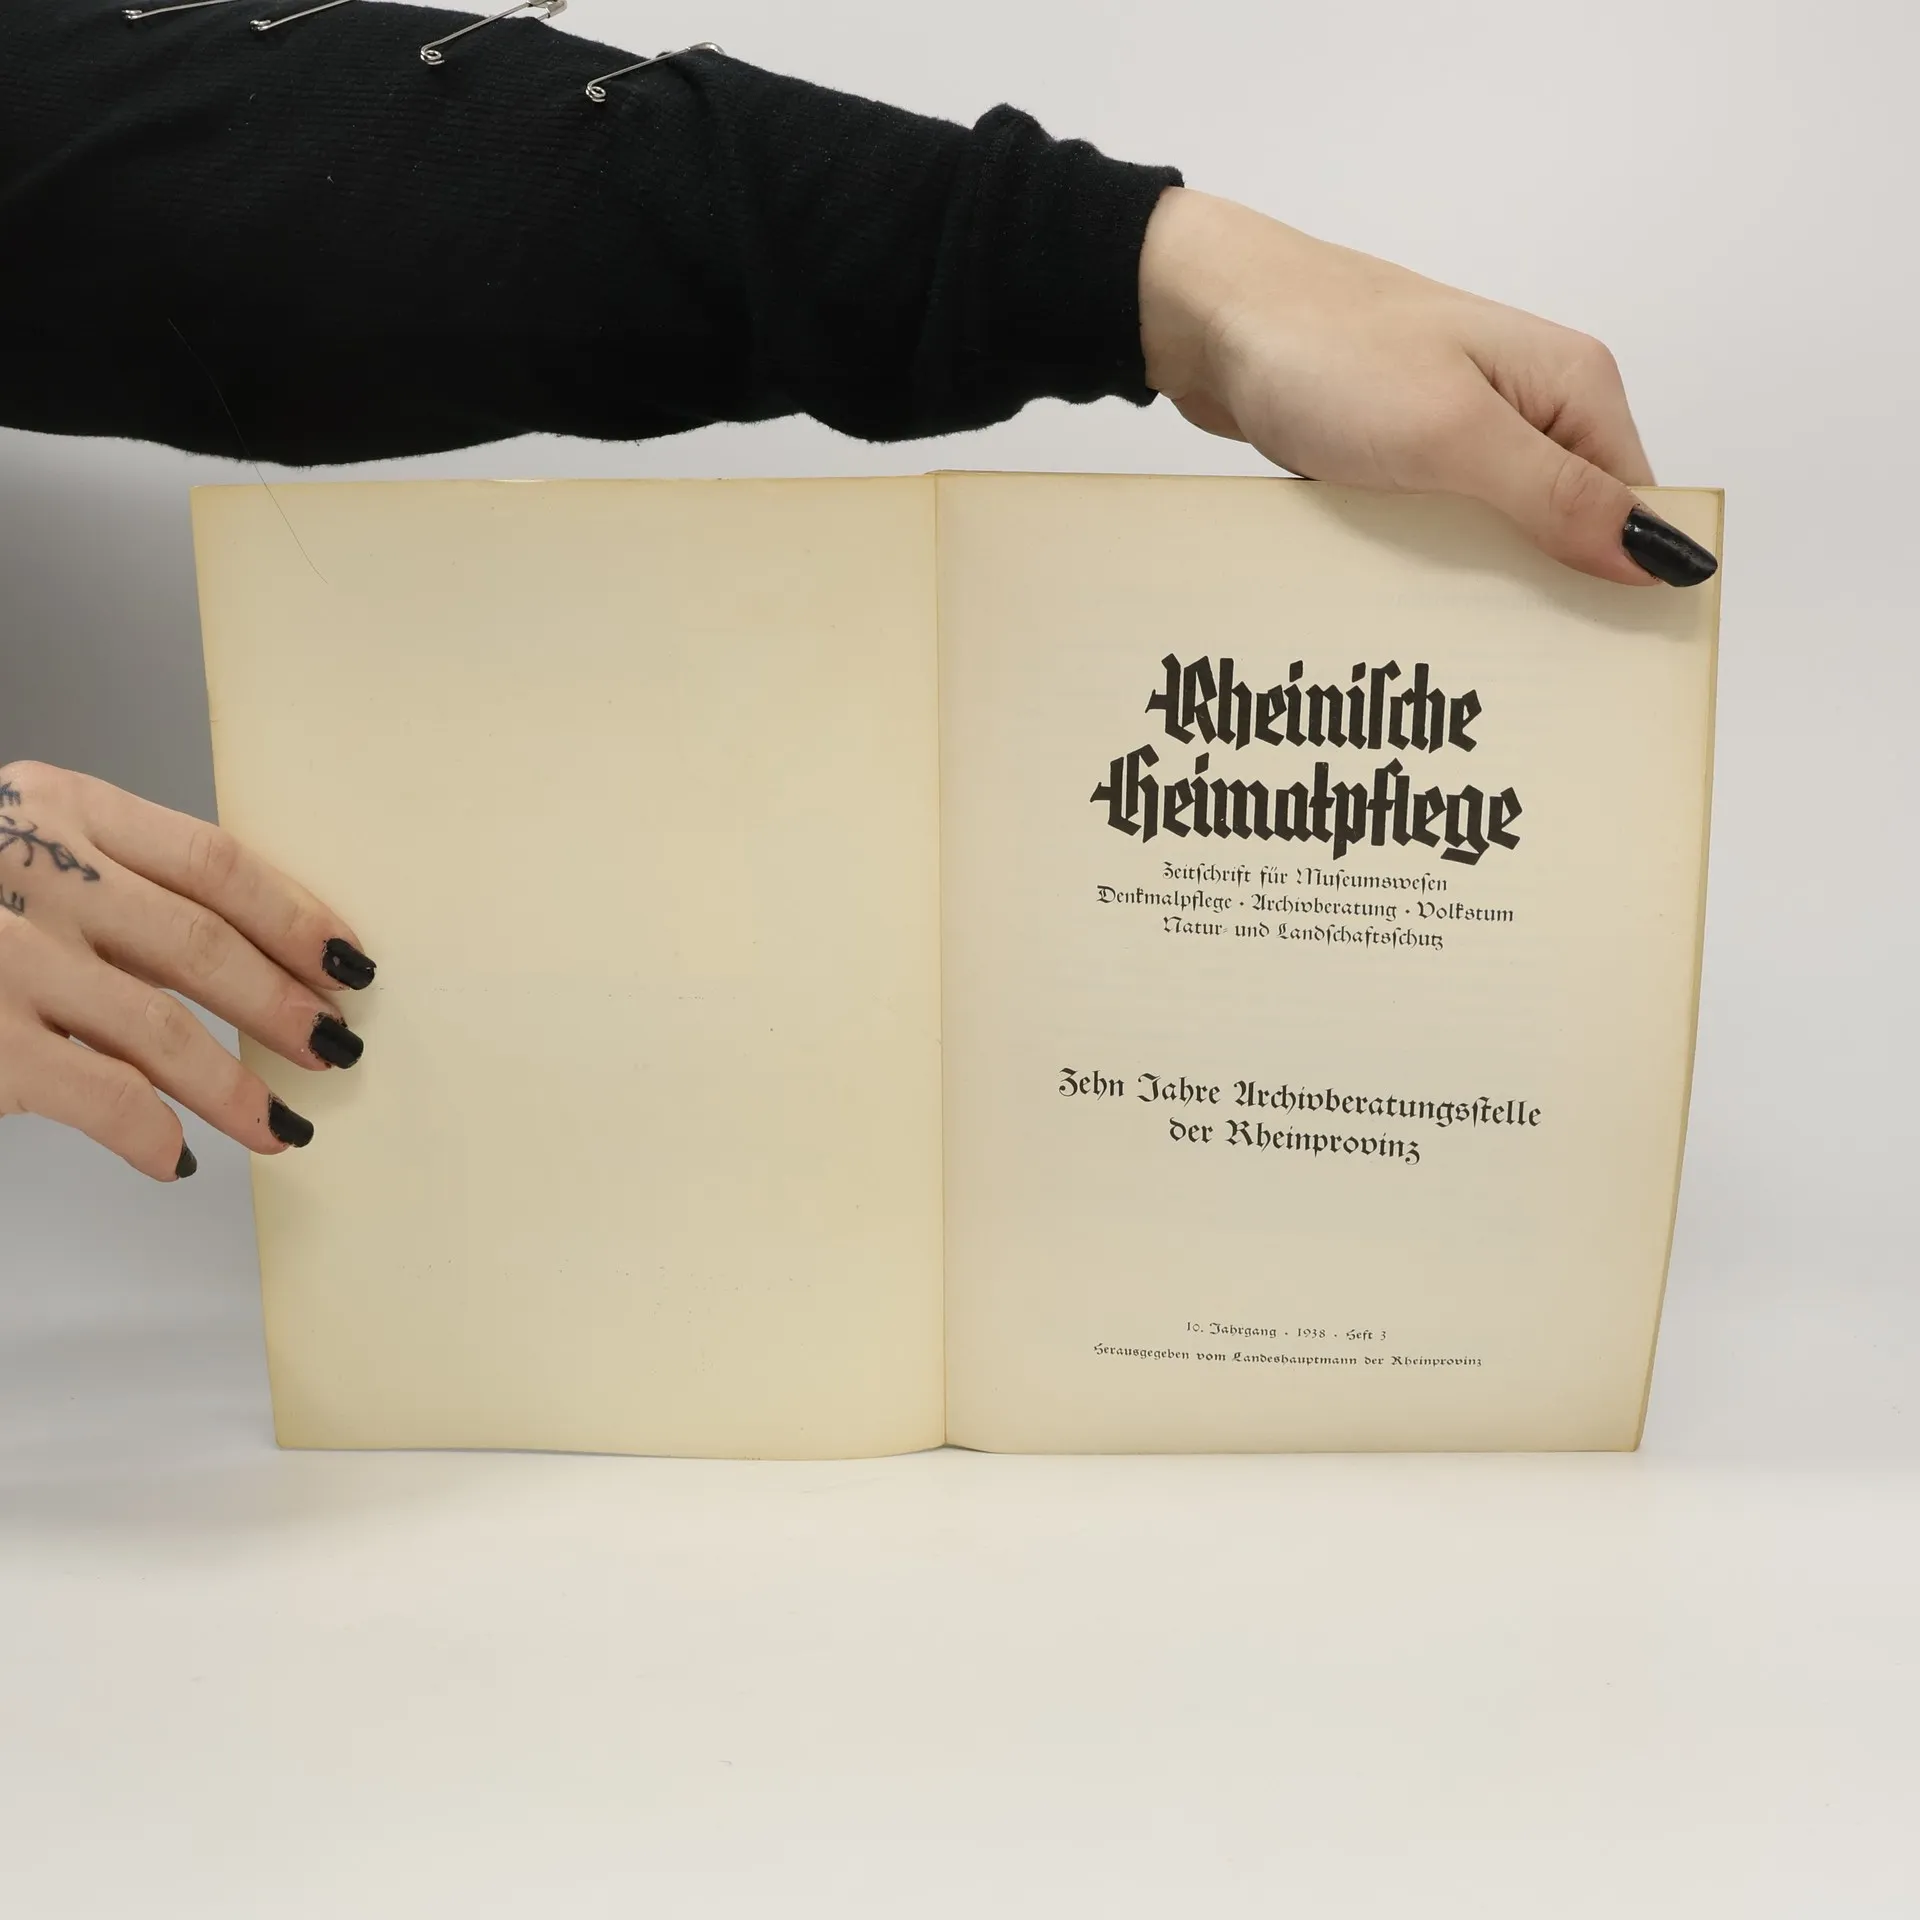 Rheiniſche
Heimatpflege
Zeitſchrift für Muſeumsweſen
Denkmalpflege · Archivberatung · Volkstum
Natur- und Landſchaftsſchutz
Zehn Jahre Archivberatungsſtelle
der Rheinprovinz
10. Jahrgang · 1938 · Heft 3
Herausgegeben vom Landeshauptmann der Rheinprovinz